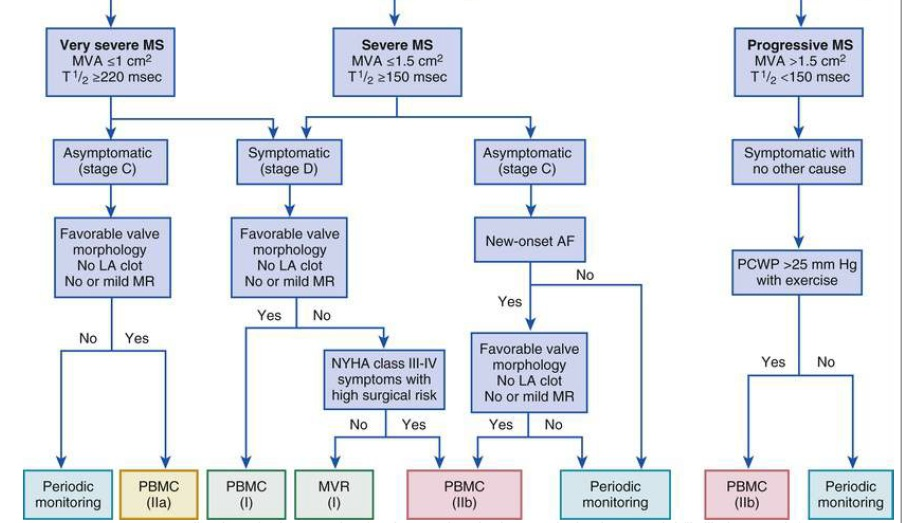 Very severe MS
MVA ≤1 cm²
T¹/₂ ≥220 msec
Severe MS
MVA ≤1.5 cm²
T¹/₂ ≥150 msec
Progressive MS
MVA >1.5 cm²
T¹/₂ <150 msec
Asymptomatic
(stage C)
Symptomatic
(stage D)
Asymptomatic
(stage C)
Symptomatic with
no other cause
Favorable valve
morphology
No LA clot
No or mild MR
Favorable valve
morphology
No LA clot
No or mild MR
New-onset AF
PCWP >25 mm Hg
with exercise
No
Yes
Yes
No
Yes
No
NYHA class III-IV
symptoms with
high surgical risk
Favorable valve
morphology
No LA clot
No or mild MR
Yes
No
No
Yes
Yes
No
Periodic
monitoring
PBMC
(IIa)
PBMC
(I)
MVR
(I)
PBMC
(IIb)
Periodic
monitoring
PBMC
(IIb)
Periodic
monitoring